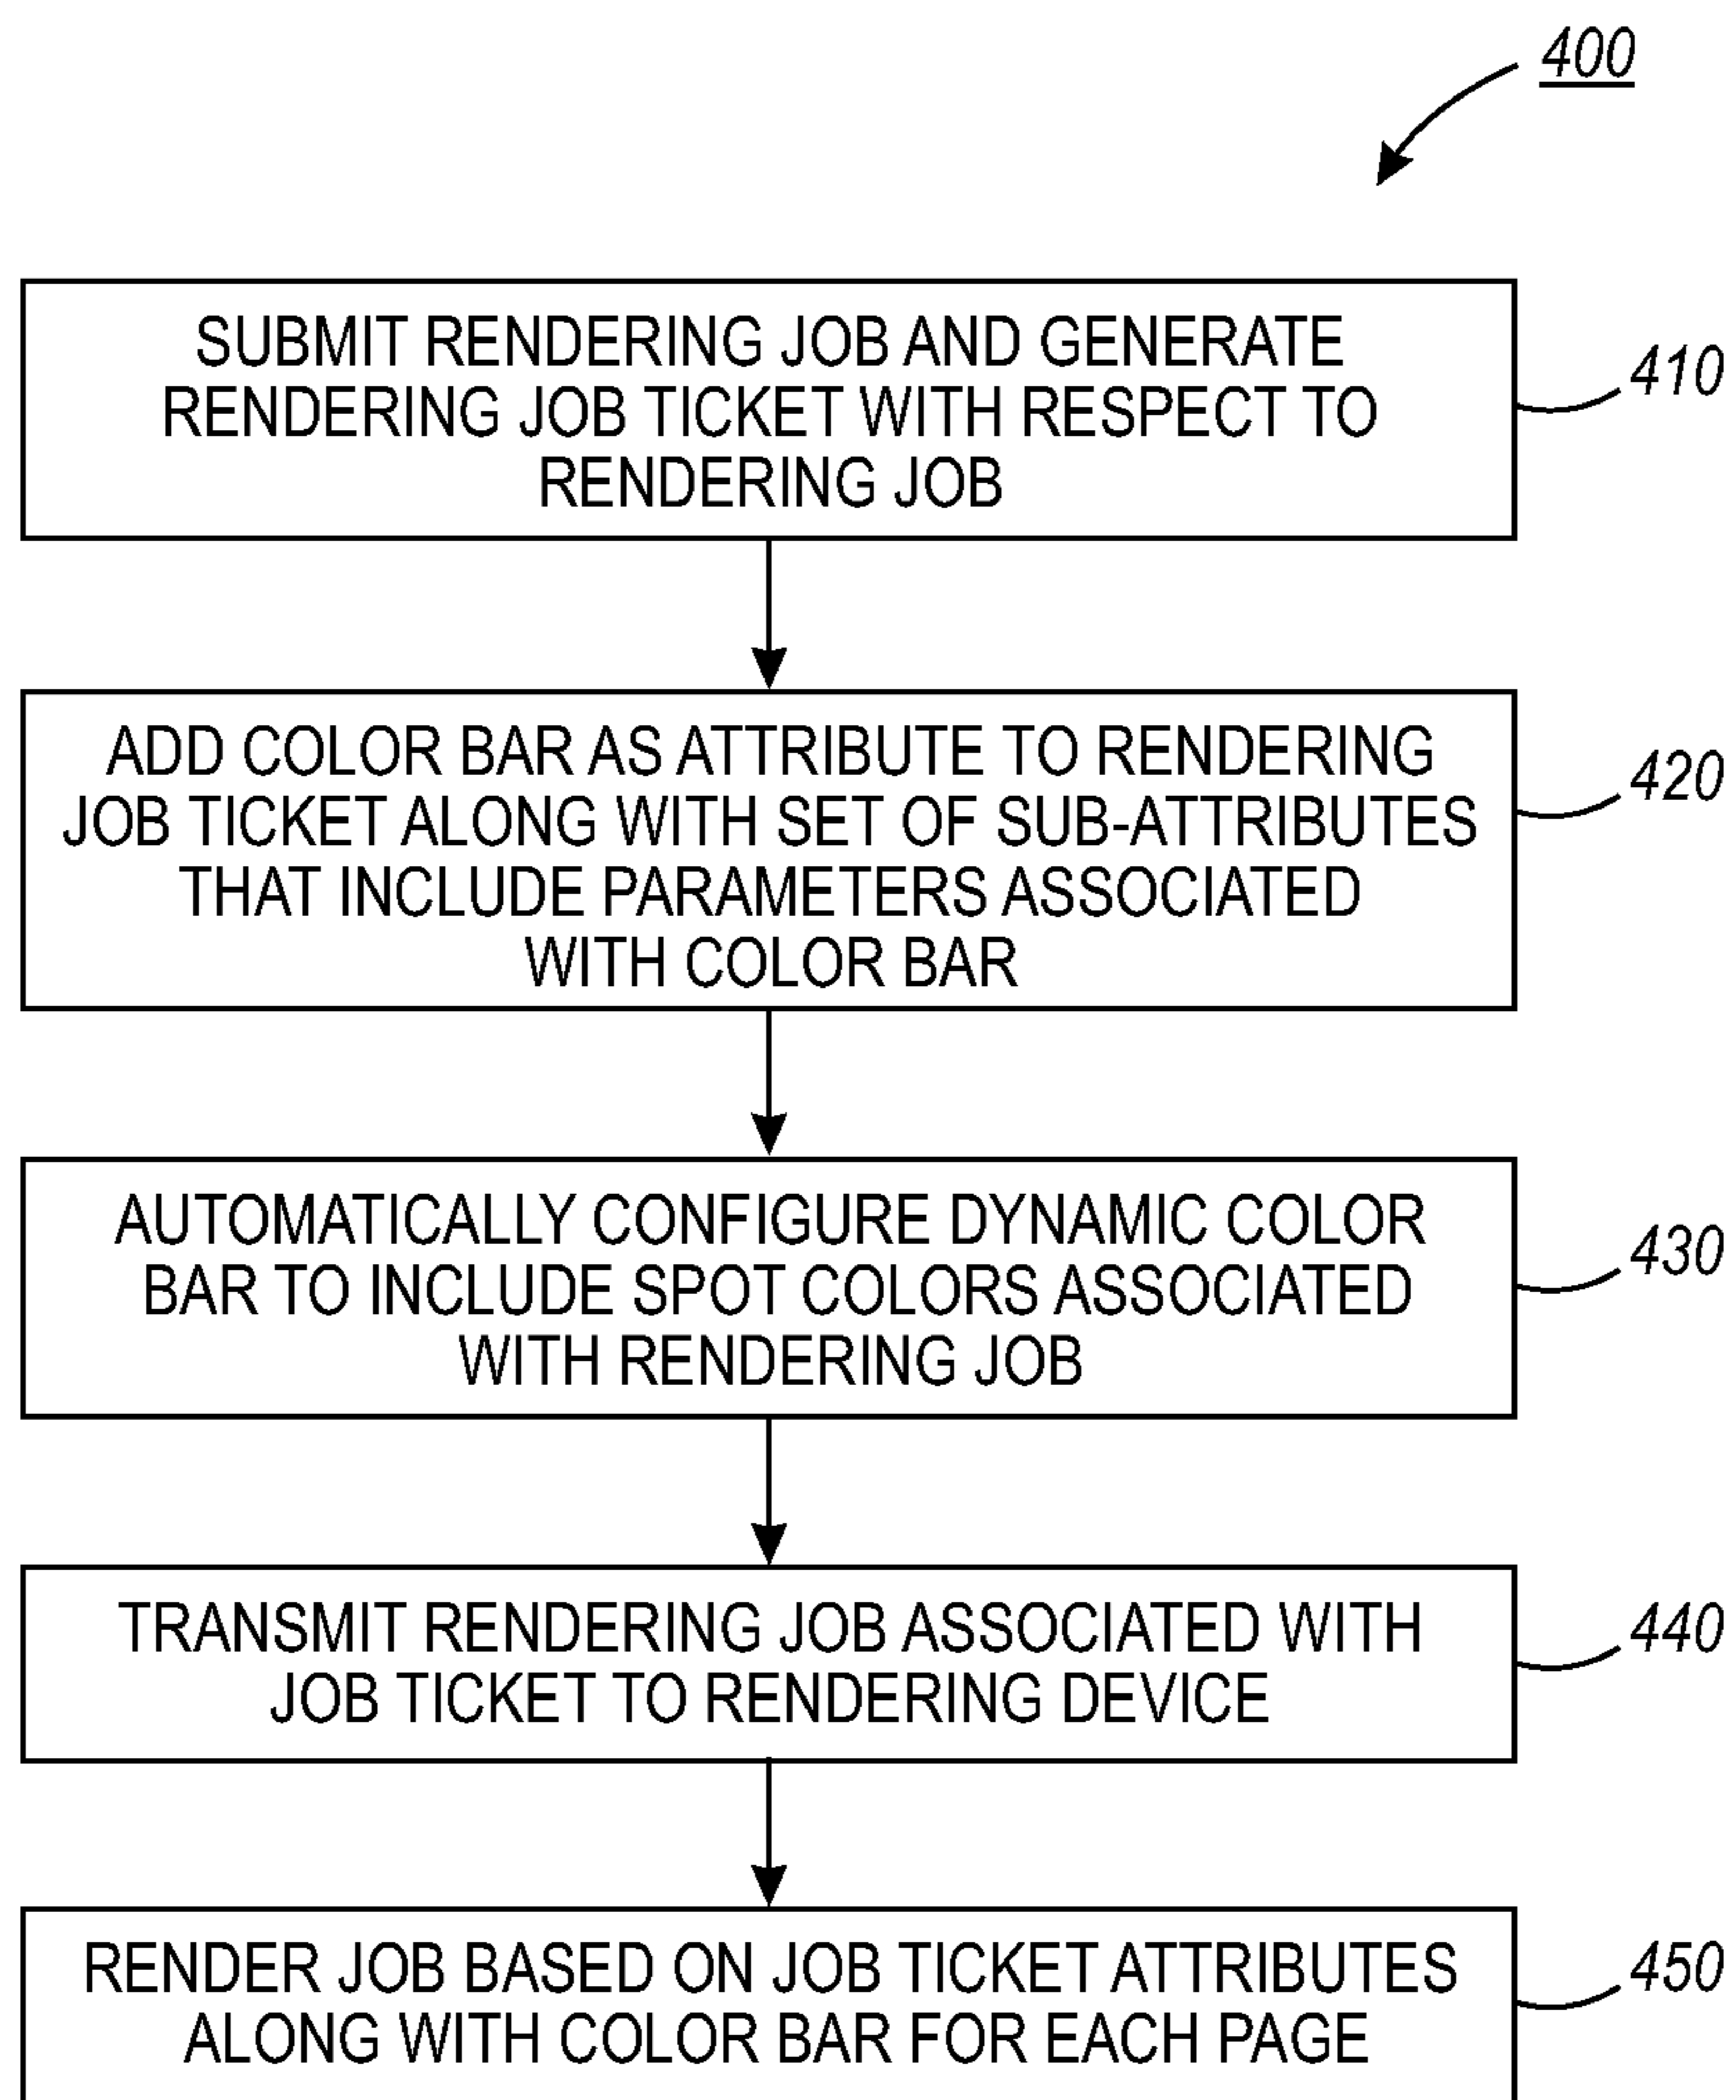 400
SUBMIT RENDERING JOB AND GENERATE
RENDERING JOB TICKET WITH RESPECT TO
RENDERING JOB
410
ADD COLOR BAR AS ATTRIBUTE TO RENDERING
JOB TICKET ALONG WITH SET OF SUB-ATTRIBUTES
THAT INCLUDE PARAMETERS ASSOCIATED
WITH COLOR BAR
420
AUTOMATICALLY CONFIGURE DYNAMIC COLOR
BAR TO INCLUDE SPOT COLORS ASSOCIATED
WITH RENDERING JOB
430
TRANSMIT RENDERING JOB ASSOCIATED WITH
JOB TICKET TO RENDERING DEVICE
440
RENDER JOB BASED ON JOB TICKET ATTRIBUTES
ALONG WITH COLOR BAR FOR EACH PAGE
450